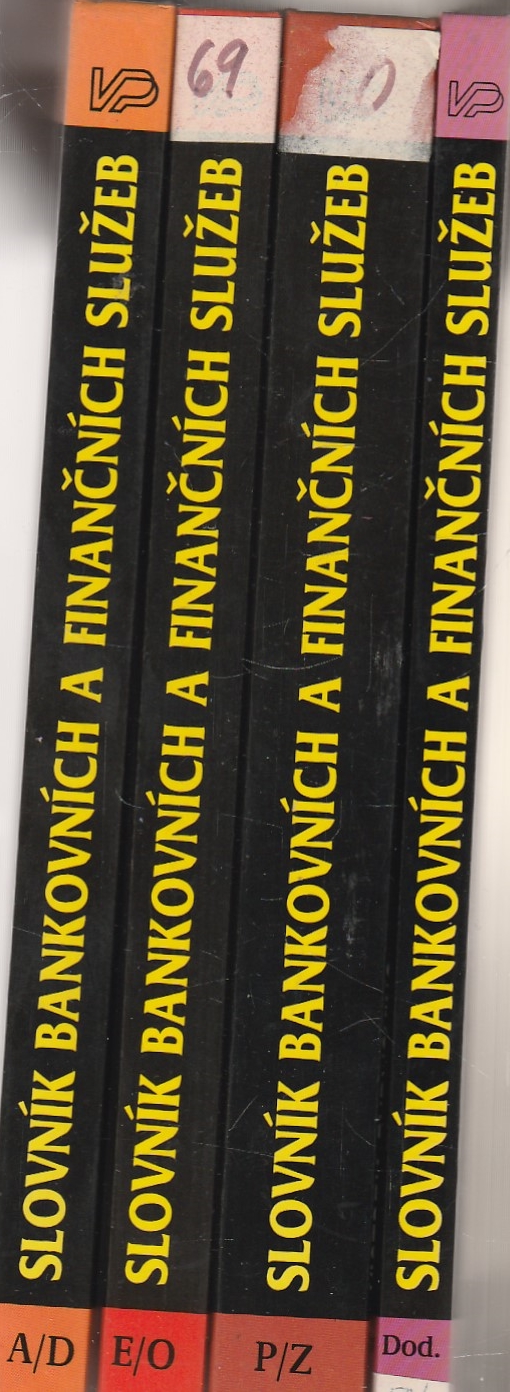 VP
SLOVNÍK BANKOVNÍCH A FINANČNÍCH SLUŽEB
A/D
69
SLOVNÍK BANKOVNÍCH A FINANČNÍCH SLUŽEB
E/O
SLOVNÍK BANKOVNÍCH A FINANČNÍCH SLUŽEB
P/Z
VP
SLOVNÍK BANKOVNÍCH A FINANČNÍCH SLUŽEB
Dod.